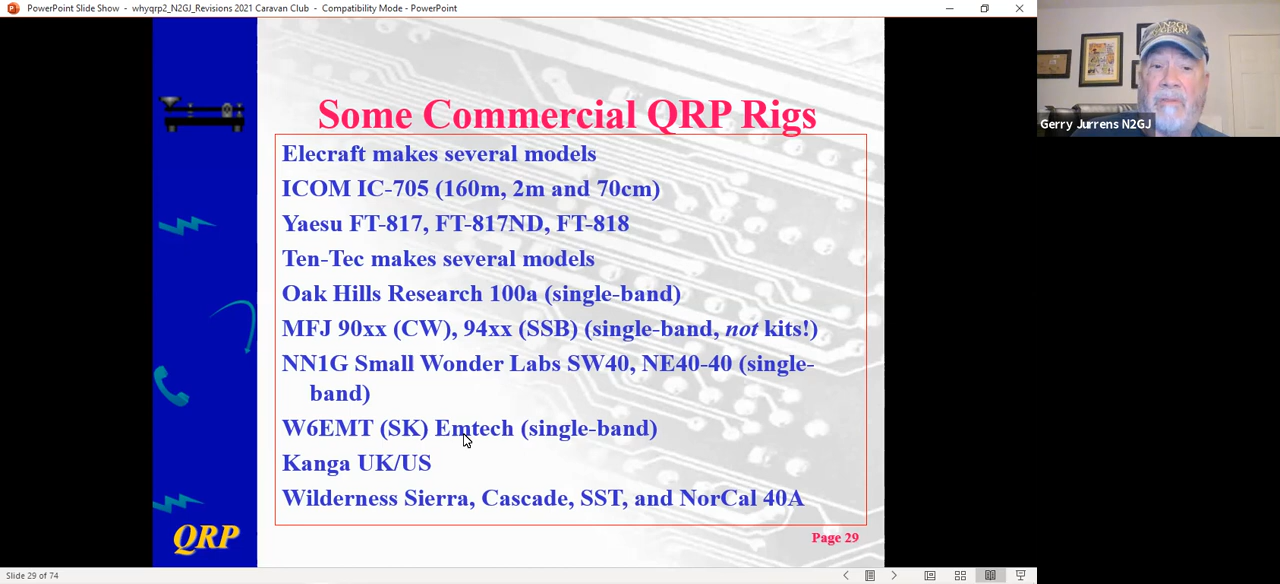 PowerPoint Slide Show - whyqrp2_N2GJ_Revisions 2021 Caravan Club - Compatibility Mode - PowerPoint
Gerry Jurrens N2GJ
Some Commercial QRP Rigs
Elecraft makes several models
ICOM IC-705 (160m, 2m and 70cm)
Yaesu FT-817, FT-817ND, FT-818
Ten-Tec makes several models
Oak Hills Research 100a (single-band)
MFJ 90xx (CW), 94xx (SSB) (single-band, not kits!)
NN1G Small Wonder Labs SW40, NE40-40 (single-
band)
W6EMT (SK) Emtech (single-band)
Kanga UK/US
Wilderness Sierra, Cascade, SST, and NorCal 40A
QRP
Page 29
Slide 29 of 74